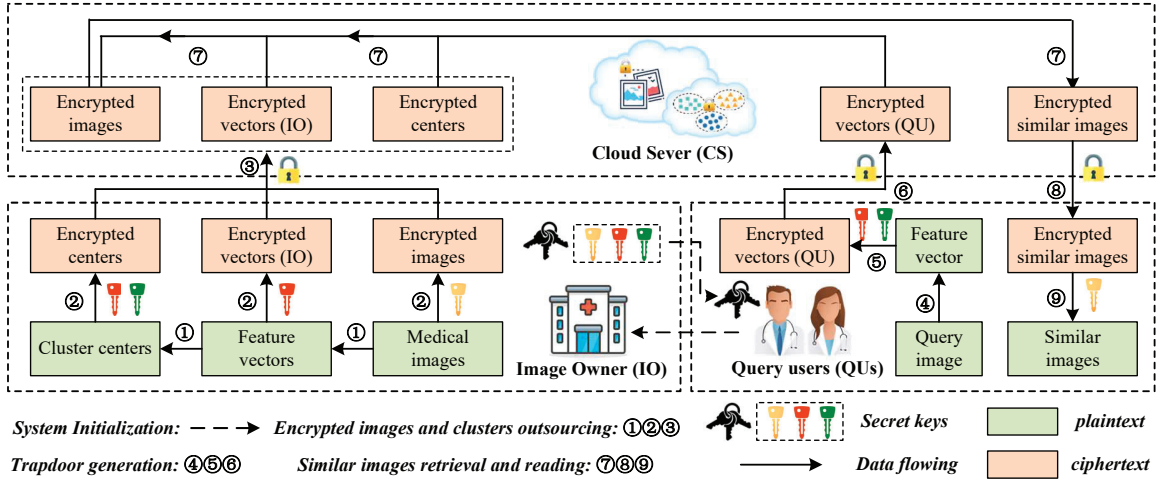 ⑦
⑦
⑦
Encrypted
images
Encrypted
vectors (IO)
Encrypted
centers
Encrypted
vectors (QU)
Encrypted
similar images
Cloud Sever (CS)
③
⑥
⑧
Encrypted
centers
Encrypted
vectors (IO)
Encrypted
images
②
②
②
Cluster centers
①
Feature
vectors
①
Medical
images
Image Owner (IO)
Encrypted
vectors (QU)
⑤
Feature
vector
Encrypted
similar images
④
⑨
Query users (QUs)
Query
image
Similar
images
System Initialization:
Encrypted images and clusters outsourcing: ①②③
Secret keys
plaintext
Trapdoor generation: ④⑤⑥
Similar images retrieval and reading: ⑦⑧⑨
Data flowing
ciphertext